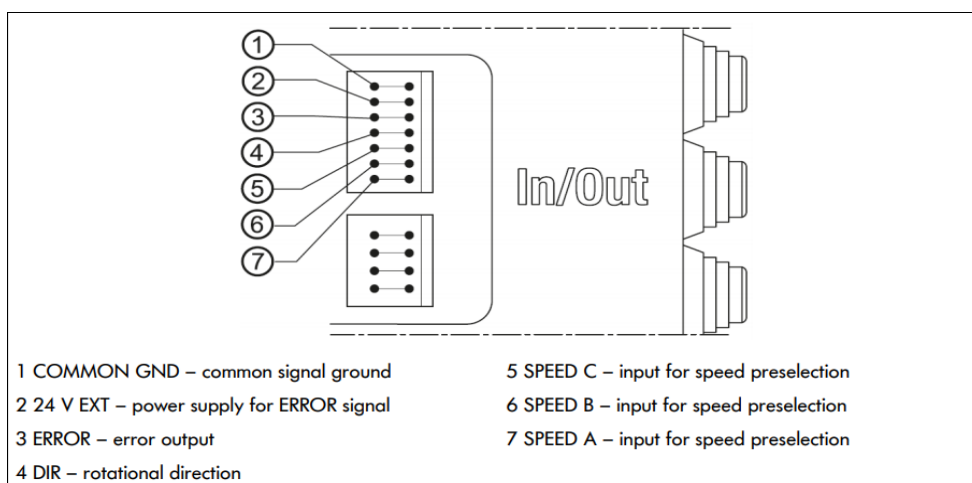 1
2
3
4
5
6
7
In/Out
1 COMMON GND – common signal ground
2 24 V EXT – power supply for ERROR signal
3 ERROR – error output
4 DIR – rotational direction
5 SPEED C – input for speed preselection
6 SPEED B – input for speed preselection
7 SPEED A – input for speed preselection